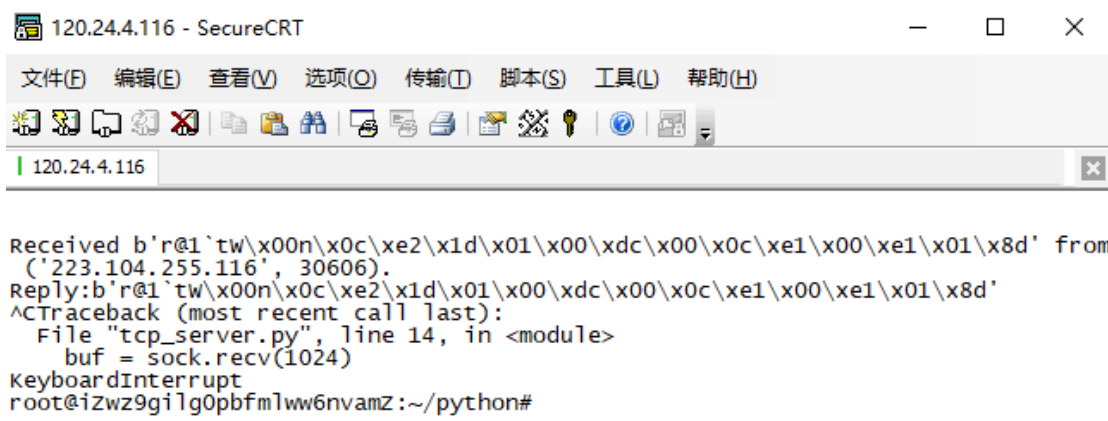 120.24.4.116 - SecureCRT
文件(F) 编辑(E) 查看(V) 选项(O) 传输(T) 脚本(S) 工具(L) 帮助(H)
120.24.4.116
Received b'r@1`tw\x00n\x0c\xe2\x1d\x01\x00\xdc\x00\x0c\xe1\x00\xe1\x01\x8d' from
('223.104.255.116', 30606).
Reply:b'r@1`tw\x00n\x0c\xe2\x1d\x01\x00\xdc\x00\x0c\xe1\x00\xe1\x01\x8d'
^CTraceback (most recent call last):
File "tcp_server.py", line 14, in <module>
buf = sock.recv(1024)
KeyboardInterrupt
root@iZwz9gilg0pbfmlww6nvamZ:~/python#